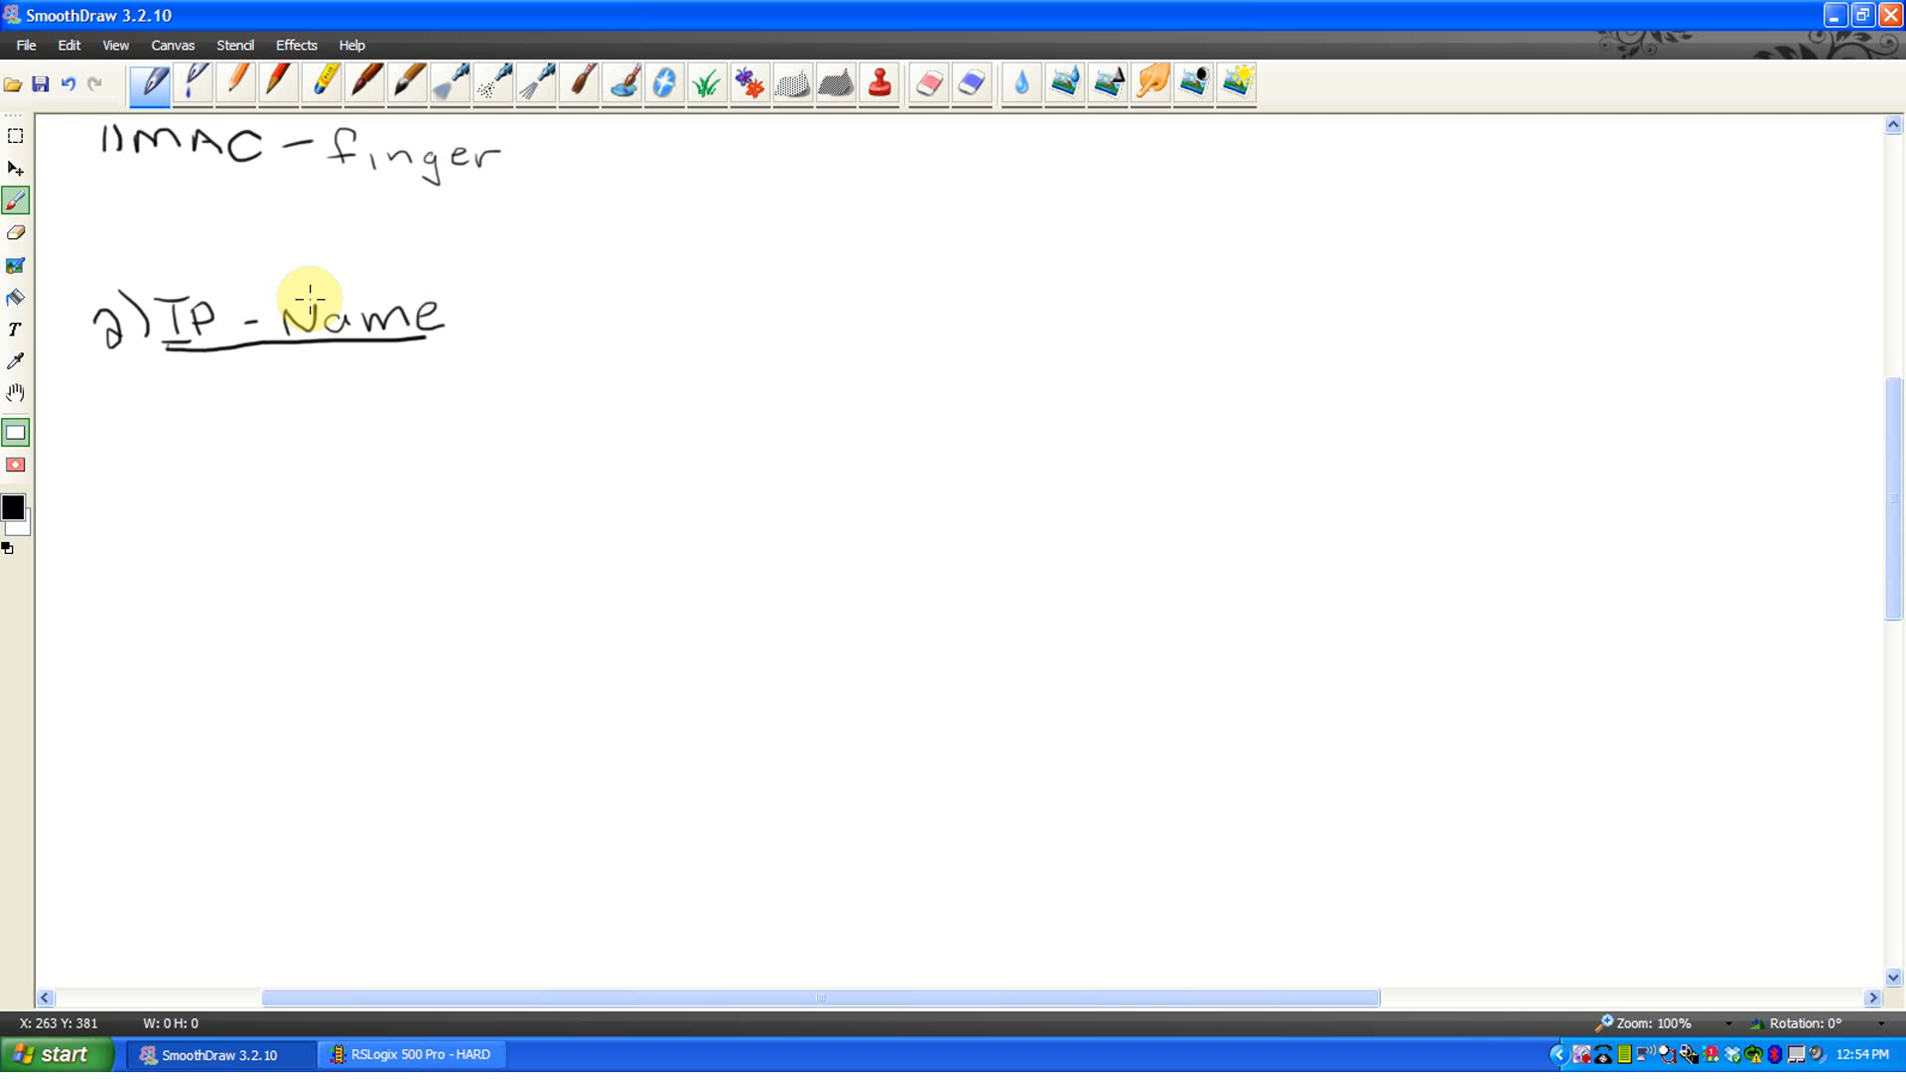 SmoothDraw 3.2.10
File Edit View Canvas Stencil Effects Help
1) MAC - finger
2) IP - Name
X: 263 Y: 381 W: 0 H: 0 Zoom: 100% Rotation: 0°
start SmoothDraw 3.2.10 RSLogix 500 Pro - HARD 12:54 PM